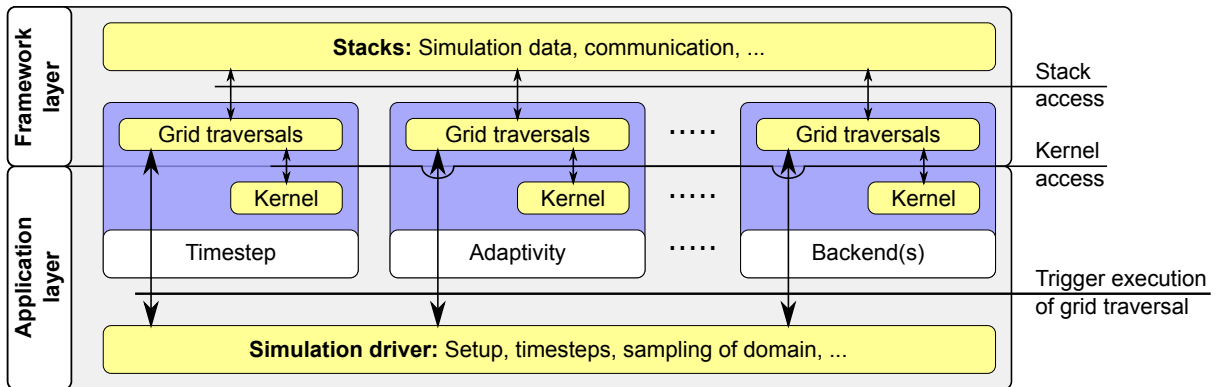 Framework
layer
Stacks: Simulation data, communication, ...
Stack
access
Grid traversals
Grid traversals
.....
Grid traversals
Kernel
access
Kernel
Kernel
.....
Kernel
Timestep
Adaptivity
.....
Backend(s)
Application
layer
Trigger execution
of grid traversal
Simulation driver: Setup, timesteps, sampling of domain, ...